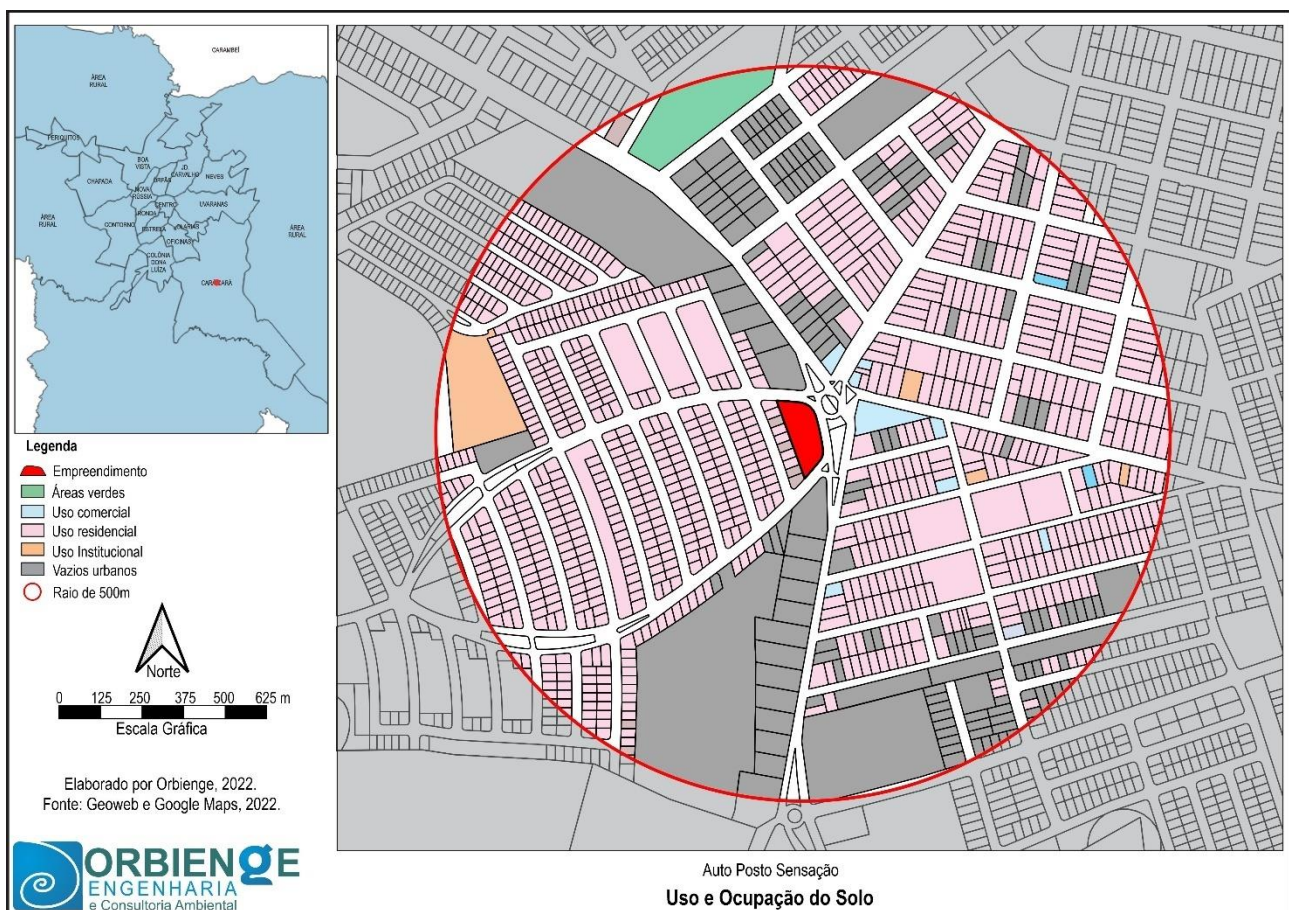 CARAMBEÍ
ÁREA
RURAL
PERIQUITOS
BOA
VISTA
JD.
CARVALHO
NEVES
CHAPADA
ÓRFÃS
NOVA
RÚSSIA
CENTRO
UVARANAS
ÁREA
RURAL
RONDA
CONTORNO
ESTRELA
OLARIAS
ÁREA
RURAL
OFICINAS
COLÔNIA
DONA
LUÍZA
CARÁ-CARÁ
Legenda
Empreendimento
Áreas verdes
Uso comercial
Uso residencial
Uso Institucional
Vazios urbanos
Raio de 500m
Norte
0 125 250 375 500 625 m
Escala Gráfica
Elaborado por Orbienge, 2022.
Fonte: Geoweb e Google Maps, 2022.
ORBIENGE
ENGENHARIA
e Consultoria Ambiental
Auto Posto Sensação
Uso e Ocupação do Solo